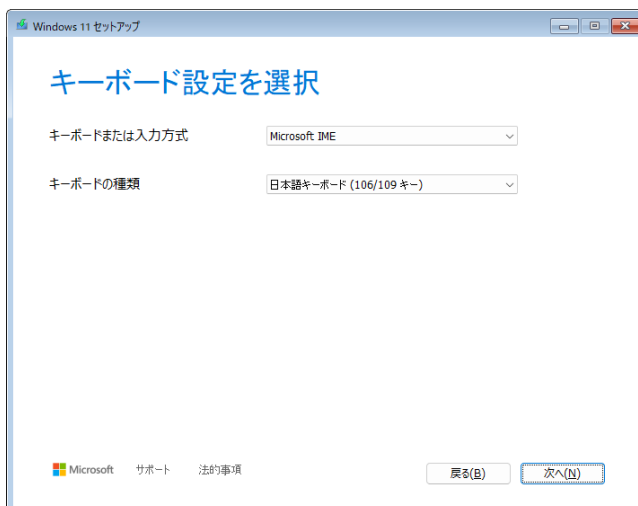 Windows 11 セットアップ
キーボード設定を選択
キーボードまたは入力方式
Microsoft IME
キーボードの種類
日本語キーボード (106/109 キー)
Microsoft サポート 法的事項
戻る(B) 次へ(N)